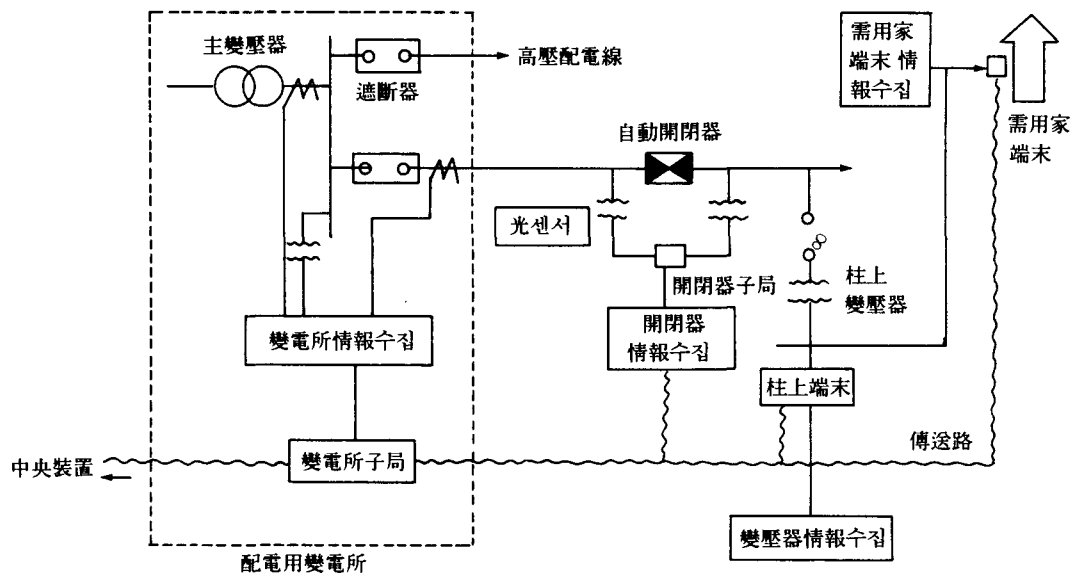 主變壓器
高壓配電線
遮断器
需用家
端末 情
報수집
需用家
端末
自動開閉器
光센서
開閉器子局
柱上
變壓器
變電所情報수집
開閉器
情報수집
柱上端末
傳送路
中央裝置
變電所子局
變壓器情報수집
配電用變電所